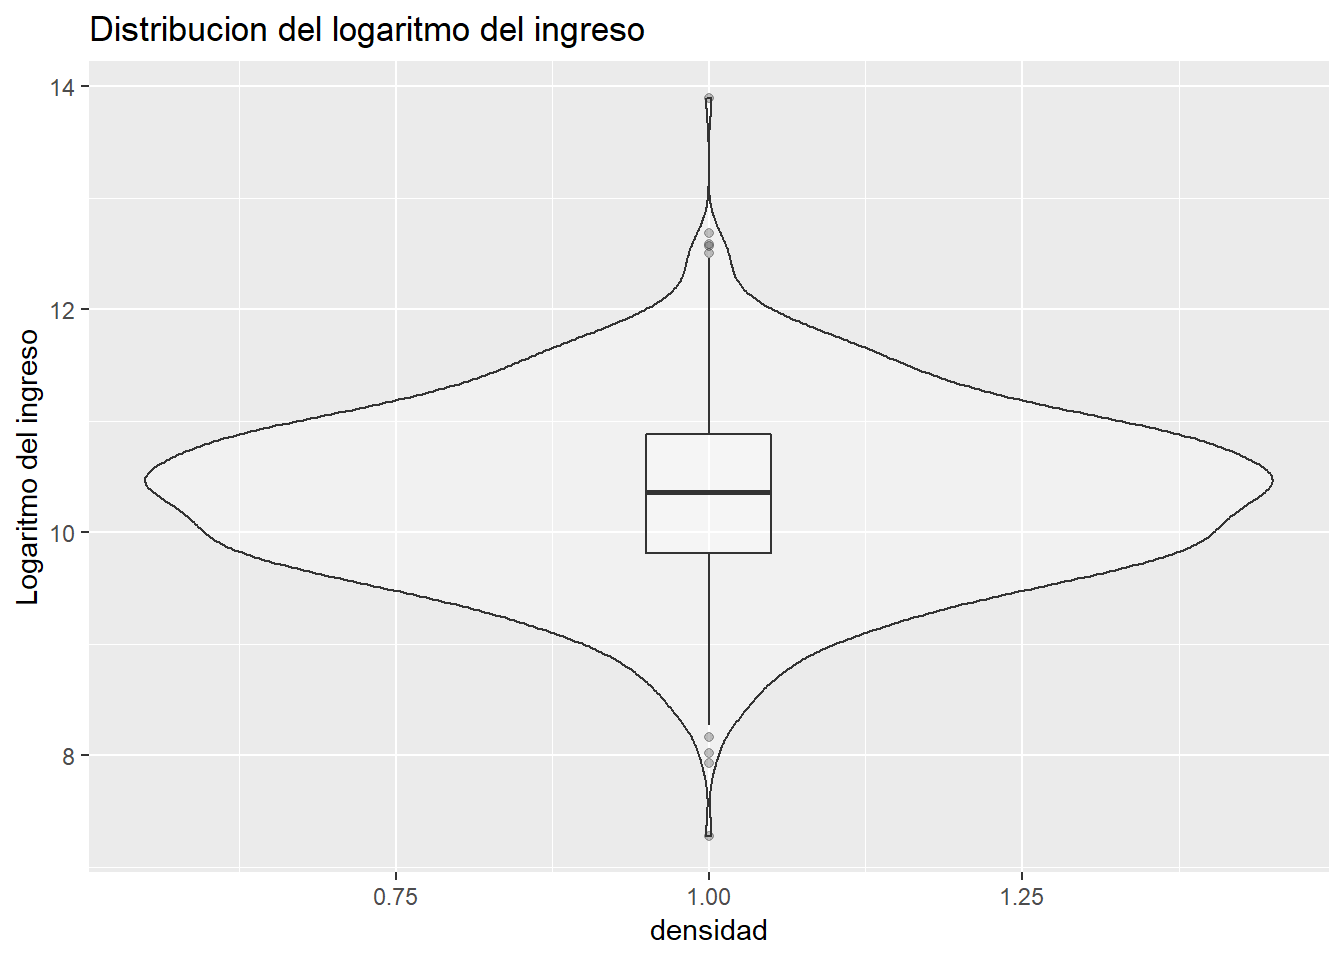 Distribucion del logaritmo del ingreso
14
12
10
8
Logaritmo del ingreso
0.75 1.00 1.25
densidad